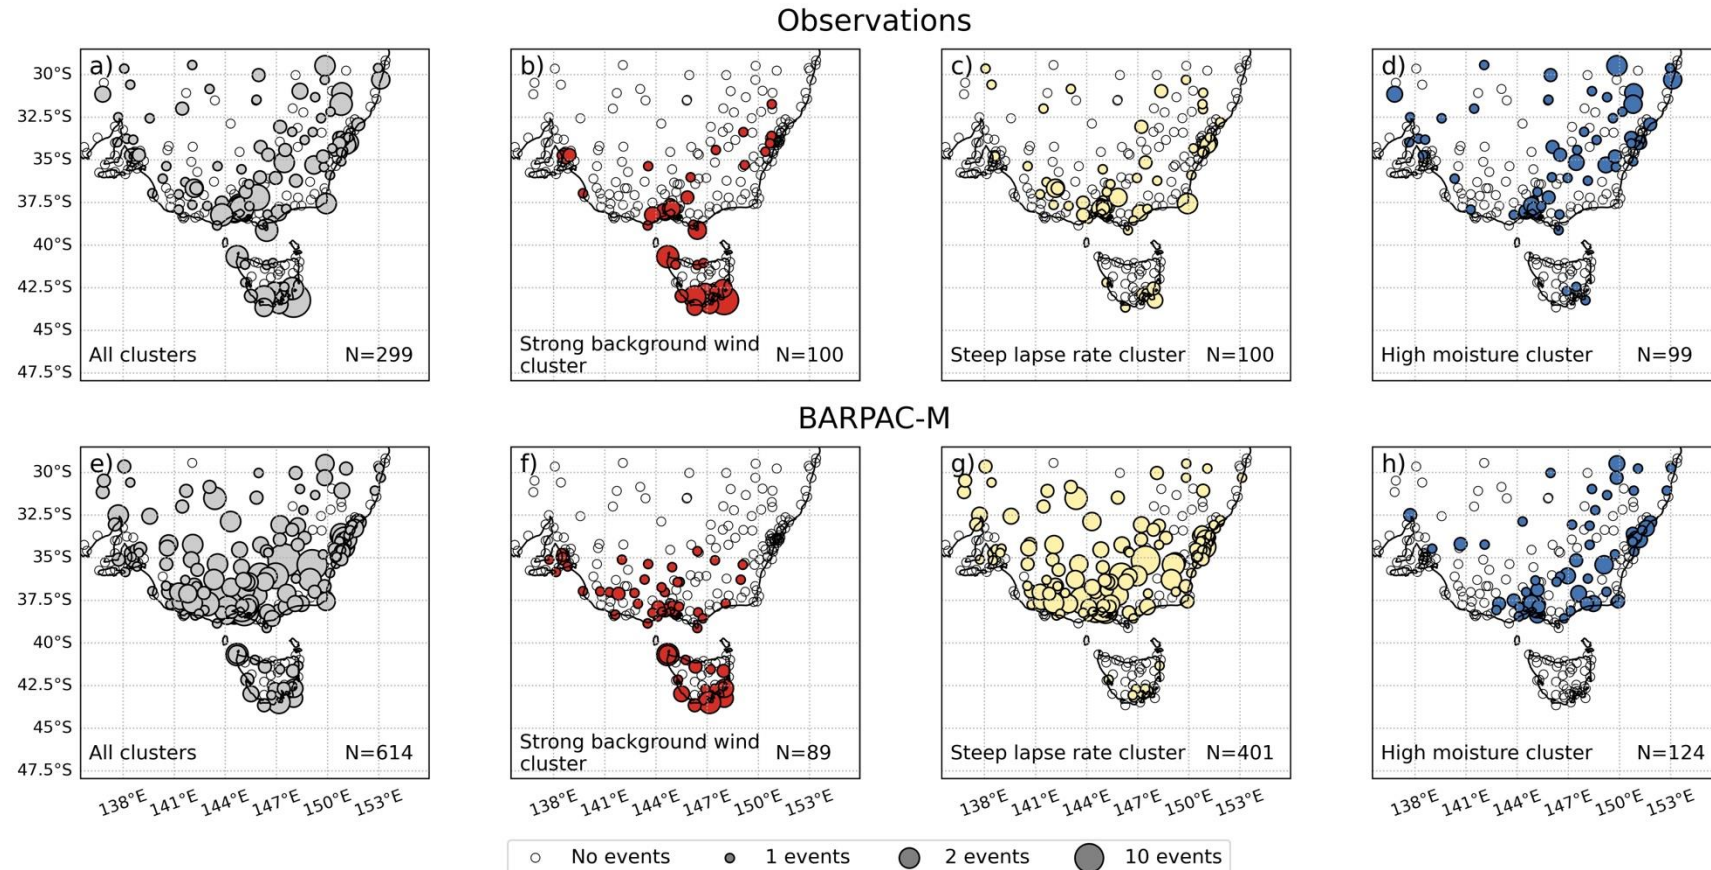 Observations
a)
b)
c)
d)
30°S
32.5°S
35°S
37.5°S
40°S
42.5°S
45°S
47.5°S
All clusters N=299
Strong background wind
cluster N=100
Steep lapse rate cluster N=100
High moisture cluster N=99
BARPAC-M
e)
f)
g)
h)
30°S
32.5°S
35°S
37.5°S
40°S
42.5°S
45°S
47.5°S
All clusters N=614
Strong background wind
cluster N=89
Steep lapse rate cluster N=401
High moisture cluster N=124
138°E 141°E 144°E 147°E 150°E 153°E
138°E 141°E 144°E 147°E 150°E 153°E
138°E 141°E 144°E 147°E 150°E 153°E
138°E 141°E 144°E 147°E 150°E 153°E
No events 1 events 2 events 10 events